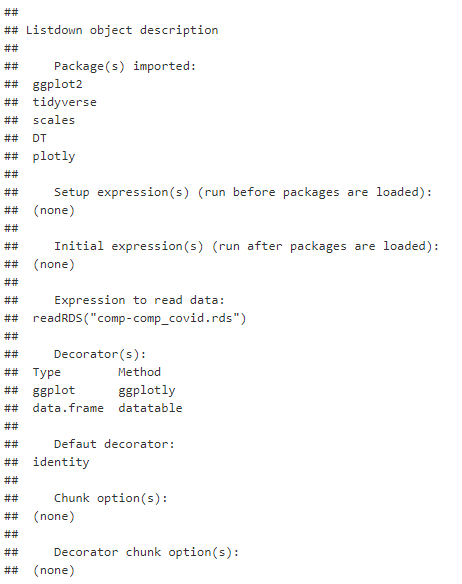 ##
## Listdown object description
##
##     Package(s) imported:
##  ggplot2
##  tidyverse
##  scales
##  DT
##  plotly
##
##     Setup expression(s) (run before packages are loaded):
##  (none)
##
##     Initial expression(s) (run after packages are loaded):
##  (none)
##
##     Expression to read data:
##  readRDS("comp-comp_covid.rds")
##
##     Decorator(s):
##  Type        Method
##  ggplot      ggplotly
##  data.frame  datatable
##
##     Defaut decorator:
##  identity
##
##     Chunk option(s):
##  (none)
##
##     Decorator chunk option(s):
##  (none)